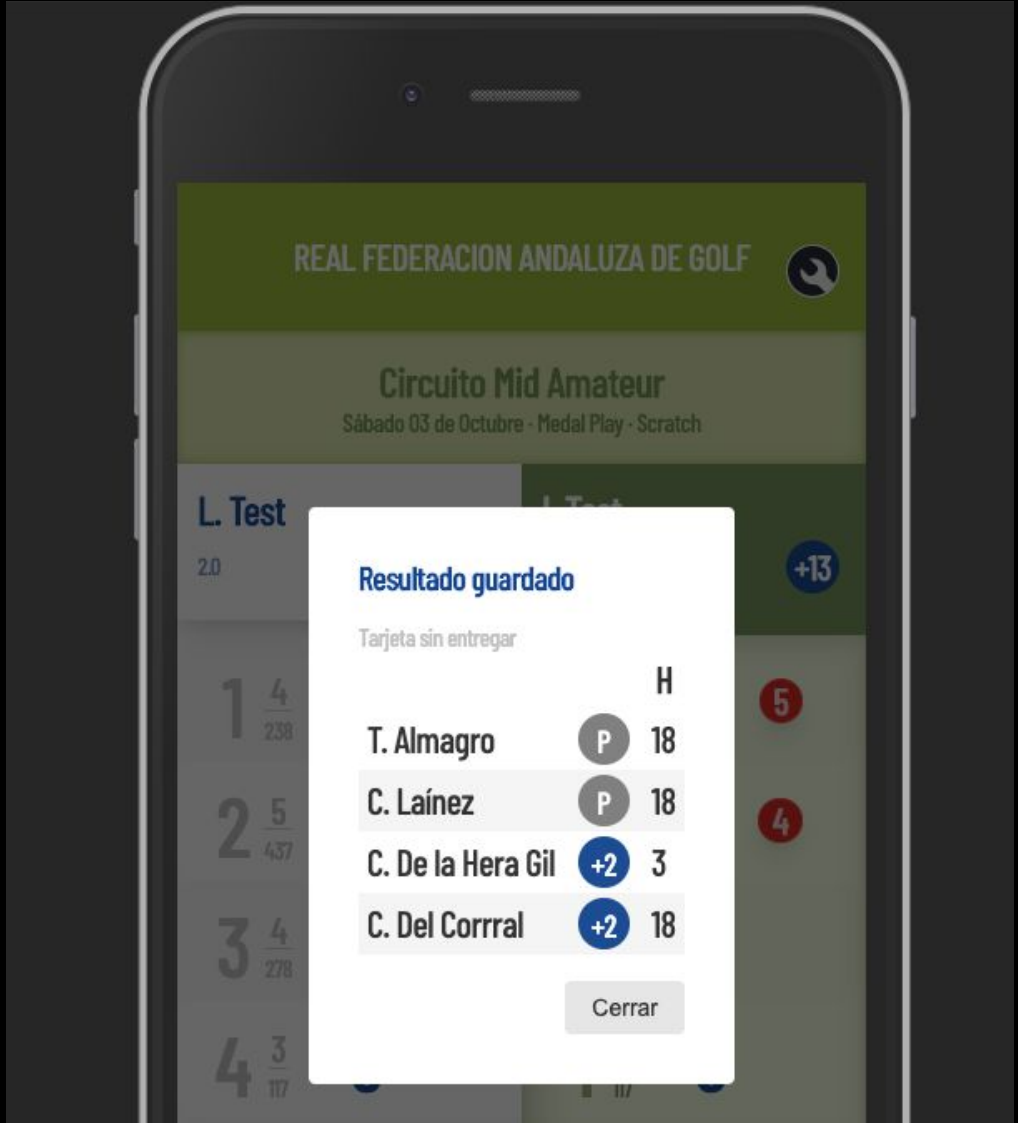 REAL FEDERACION ANDALUZA DE GOLF
Circuito Mid Amateur
Sábado 03 de Octubre - Medal Play - Scratch
L. Test
2.0
+13
Resultado guardado
Tarjeta sin entregar
H
T. Almagro P 18
C. Laínez P 18
C. De la Hera Gil +2 3
C. Del Corrral +2 18
Cerrar
1 4 238 5
2 5 437 4
3 4 278
4 3 117 117